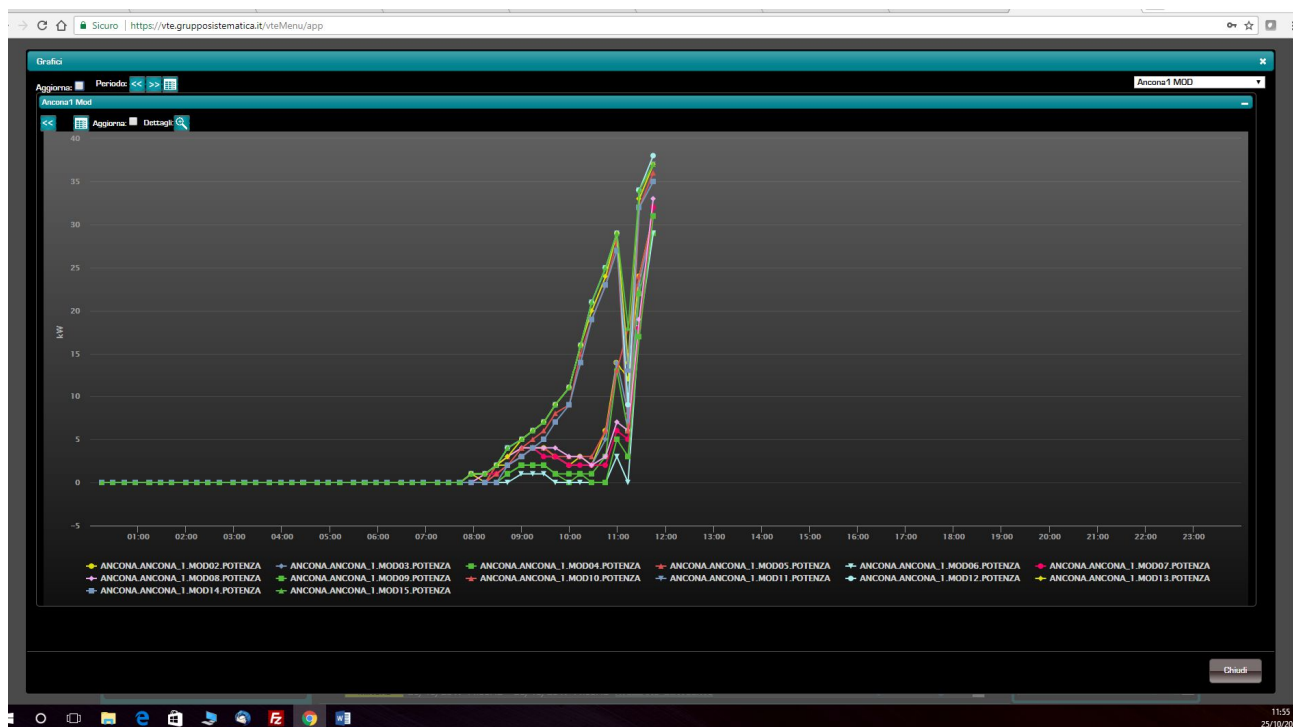 Sicuro | https://vte.grupposistematica.it/vteMenu/app
Grafici
Aggiorna: Periodo: << >> Ancona1 MOD
Ancona1 Mod
<< Aggiorna: Dettagli:
40
35
30
25
20
15
10
5
0
-5
kW
01:00 02:00 03:00 04:00 05:00 06:00 07:00 08:00 09:00 10:00 11:00 12:00 13:00 14:00 15:00 16:00 17:00 18:00 19:00 20:00 21:00 22:00 23:00
ANCONA.ANCONA_1.MOD02.POTENZA ANCONA.ANCONA_1.MOD03.POTENZA ANCONA.ANCONA_1.MOD04.POTENZA ANCONA.ANCONA_1.MOD05.POTENZA ANCONA.ANCONA_1.MOD06.POTENZA ANCONA.ANCONA_1.MOD07.POTENZA
ANCONA.ANCONA_1.MOD08.POTENZA ANCONA.ANCONA_1.MOD09.POTENZA ANCONA.ANCONA_1.MOD10.POTENZA ANCONA.ANCONA_1.MOD11.POTENZA ANCONA.ANCONA_1.MOD12.POTENZA ANCONA.ANCONA_1.MOD13.POTENZA
ANCONA.ANCONA_1.MOD14.POTENZA ANCONA.ANCONA_1.MOD15.POTENZA
Chiudi
11:55
25/10/20